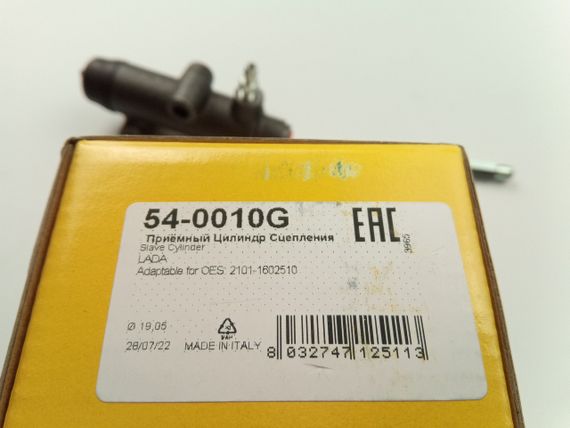 54-0010G
Приёмный Цилиндр Сцепления
Slave Cylinder
LADA
Adaptable for OES: 2101-1602510
EAC
Ø 19,05
28/07/22 MADE IN ITALY
8 032747 125113